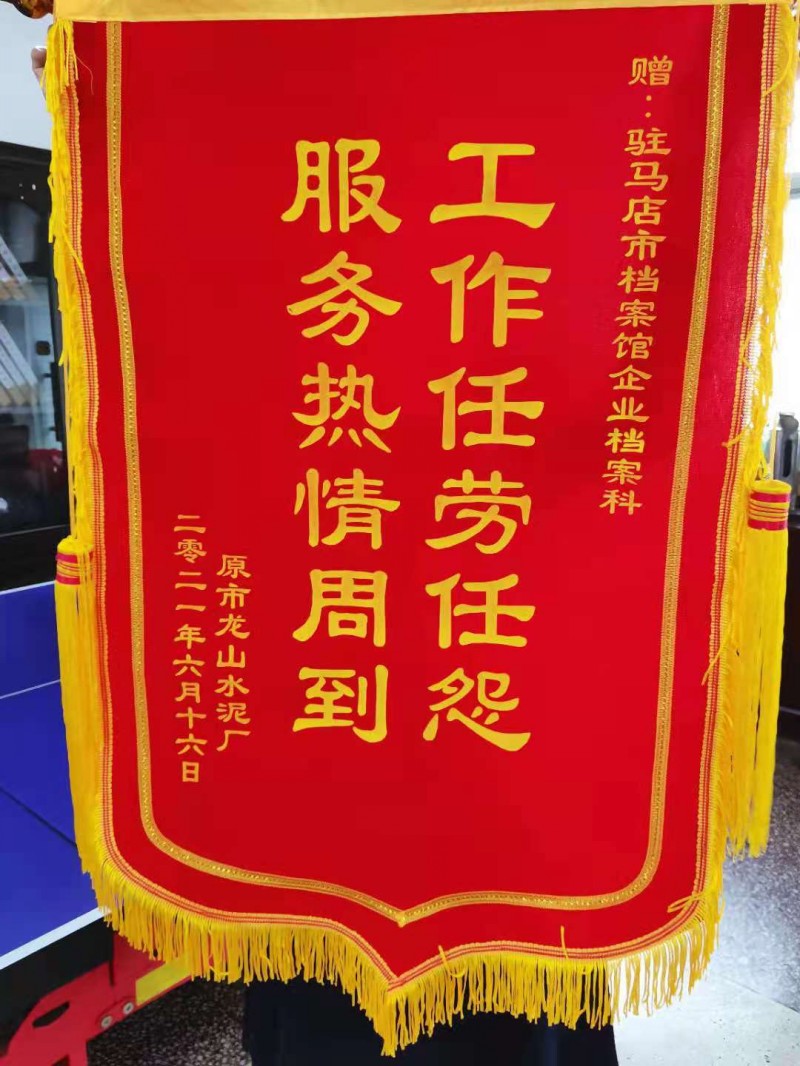 赠：驻马店市档案馆企业档案科
工作任劳任怨
服务热情周到
原市龙山水泥厂
二零二一年六月十六日